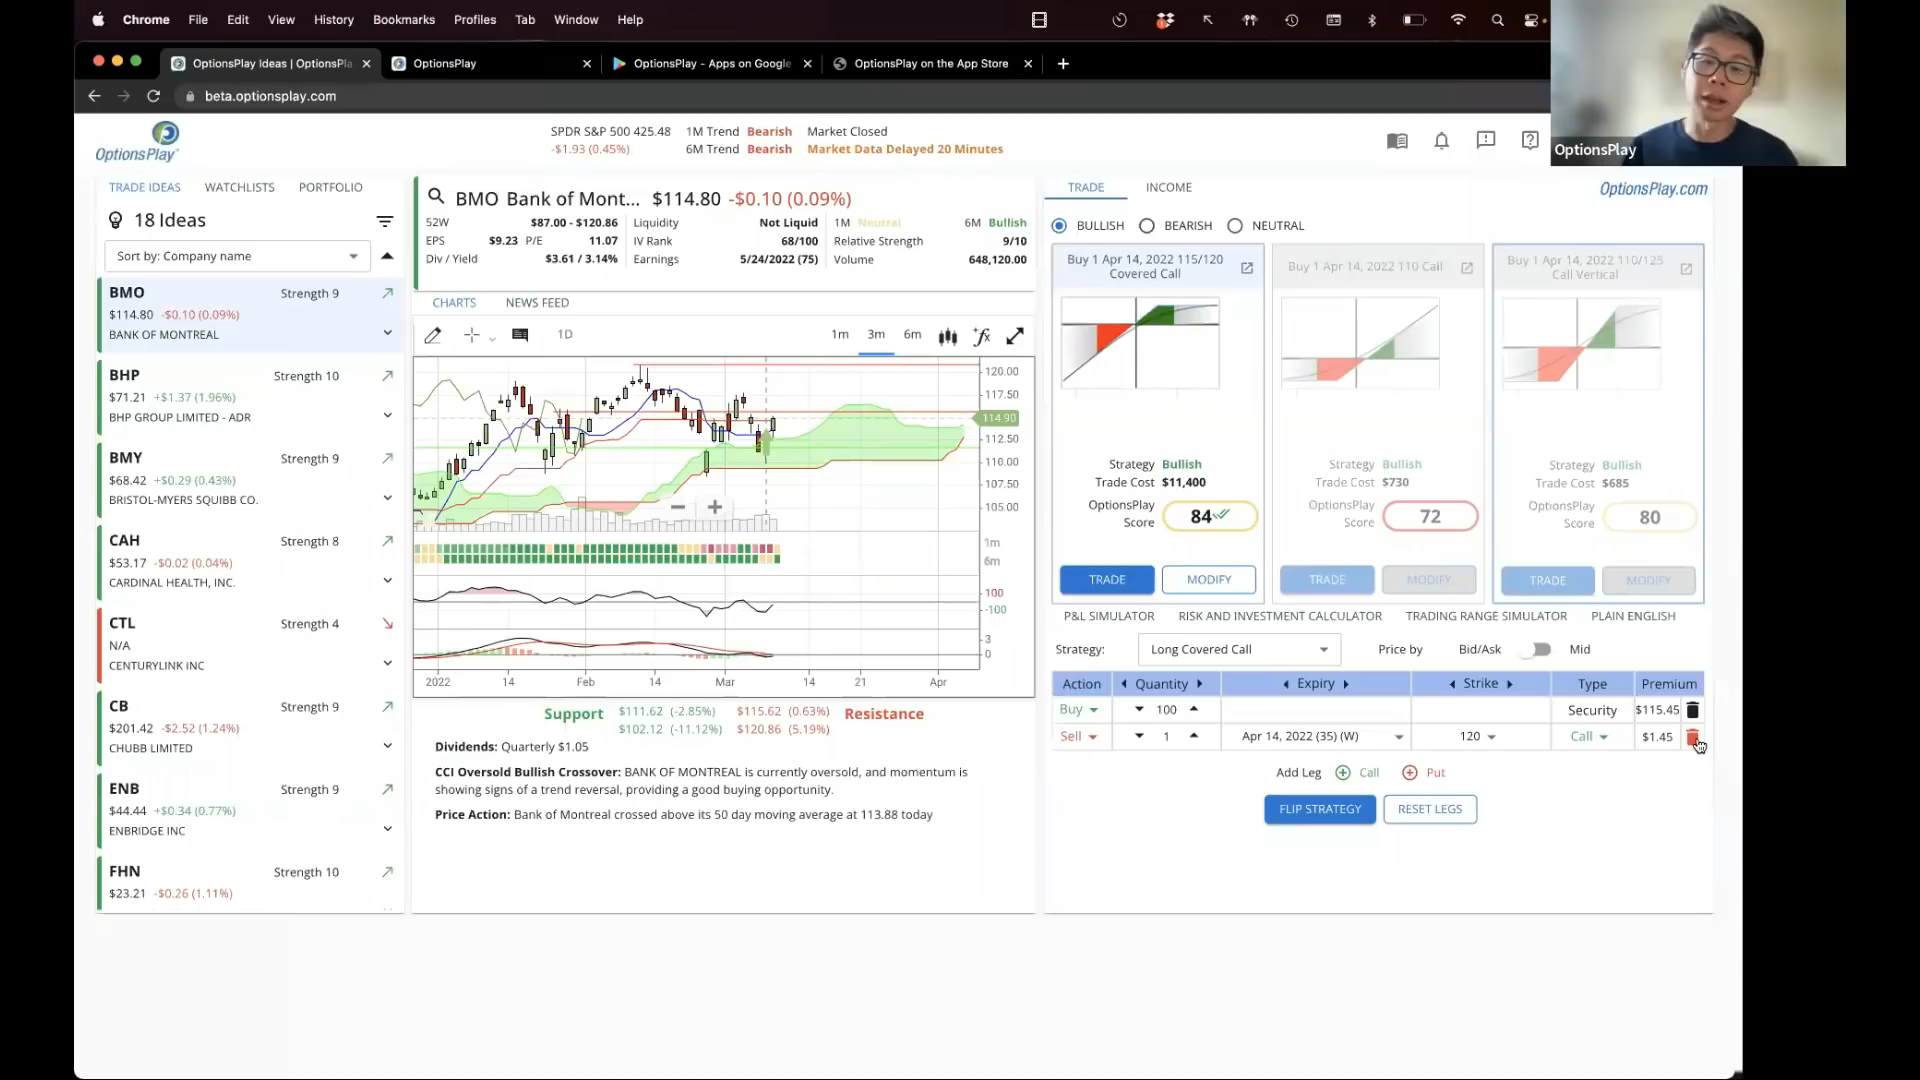 Chrome File Edit View History Bookmarks Profiles Tab Window Help
OptionsPlay Ideas | OptionsPla
OptionsPlay
OptionsPlay - Apps on Google
OptionsPlay on the App Store
beta.optionsplay.com
OptionsPlay
OptionsPlay
SPDR S&P 500 425.48 1M Trend Bearish Market Closed
-$1.93 (0.45%) 6M Trend Bearish Market Data Delayed 20 Minutes
TRADE IDEAS WATCHLISTS PORTFOLIO
18 Ideas
Sort by: Company name
BMO Strength 9
$114.80 -$0.10 (0.09%)
BANK OF MONTREAL
BHP Strength 10
$71.21 +$1.37 (1.96%)
BHP GROUP LIMITED - ADR
BMY Strength 9
$68.42 +$0.29 (0.43%)
BRISTOL-MYERS SQUIBB CO.
CAH Strength 8
$53.17 -$0.02 (0.04%)
CARDINAL HEALTH, INC.
CTL Strength 4
N/A
CENTURYLINK INC
CB Strength 9
$201.42 -$2.52 (1.24%)
CHUBB LIMITED
ENB Strength 9
$44.44 +$0.34 (0.77%)
ENBRIDGE INC
FHN Strength 10
$23.21 -$0.26 (1.11%)
BMO Bank of Mont... $114.80 -$0.10 (0.09%)
52W $87.00 - $120.86 Liquidity Not Liquid 1M Neutral 6M Bullish
EPS $9.23 P/E 11.07 IV Rank 68/100 Relative Strength 9/10
Div / Yield $3.61 / 3.14% Earnings 5/24/2022 (75) Volume 648,120.00
CHARTS NEWS FEED
1D 1m 3m 6m
120.00
117.50
114.90
112.50
110.00
107.50
105.00
1m
6m
100
-100
3
0
2022 14 Feb 14 Mar 14 21 Apr
Support $111.62 (-2.85%) $115.62 (0.63%) Resistance
$102.12 (-11.12%) $120.86 (5.19%)
Dividends: Quarterly $1.05
CCI Oversold Bullish Crossover: BANK OF MONTREAL is currently oversold, and momentum is
showing signs of a trend reversal, providing a good buying opportunity.
Price Action: Bank of Montreal crossed above its 50 day moving average at 113.88 today
TRADE INCOME
OptionsPlay.com
BULLISH BEARISH NEUTRAL
Buy 1 Apr 14, 2022 115/120
Covered Call
Strategy Bullish
Trade Cost $11,400
OptionsPlay
Score 84
TRADE MODIFY
Buy 1 Apr 14, 2022 110 Call
Strategy Bullish
Trade Cost $730
OptionsPlay
Score 72
TRADE MODIFY
Buy 1 Apr 14, 2022 110/125
Call Vertical
Strategy Bullish
Trade Cost $685
OptionsPlay
Score 80
TRADE MODIFY
P&L SIMULATOR RISK AND INVESTMENT CALCULATOR TRADING RANGE SIMULATOR PLAIN ENGLISH
Strategy: Long Covered Call Price by Bid/Ask Mid
Action Quantity Expiry Strike Type Premium
Buy 100 Security $115.45
Sell 1 Apr 14, 2022 (35) (W) 120 Call $1.45
Add Leg Call Put
FLIP STRATEGY RESET LEGS